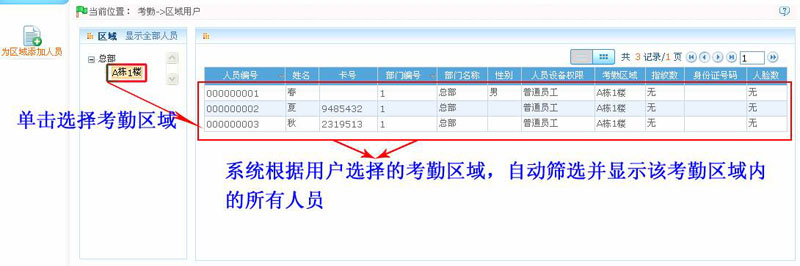 当前位置： 考勤->区域用户
为区域添加人员
区域 显示全部人员
总部
A栋1楼
共 3 记录/1 页 1
人员编号 姓名 卡号 部门编号 部门名称 性别 人员设备权限 考勤区域 指纹数 身份证号码 人脸数
000000001 春 1 总部 男 普通员工 A栋1楼 无 无
000000002 夏 9485432 1 总部 普通员工 A栋1楼 无 无
000000003 秋 2319513 1 总部 普通员工 A栋1楼 无 无
单击选择考勤区域
系统根据用户选择的考勤区域，自动筛选并显示该考勤区域内
的所有人员